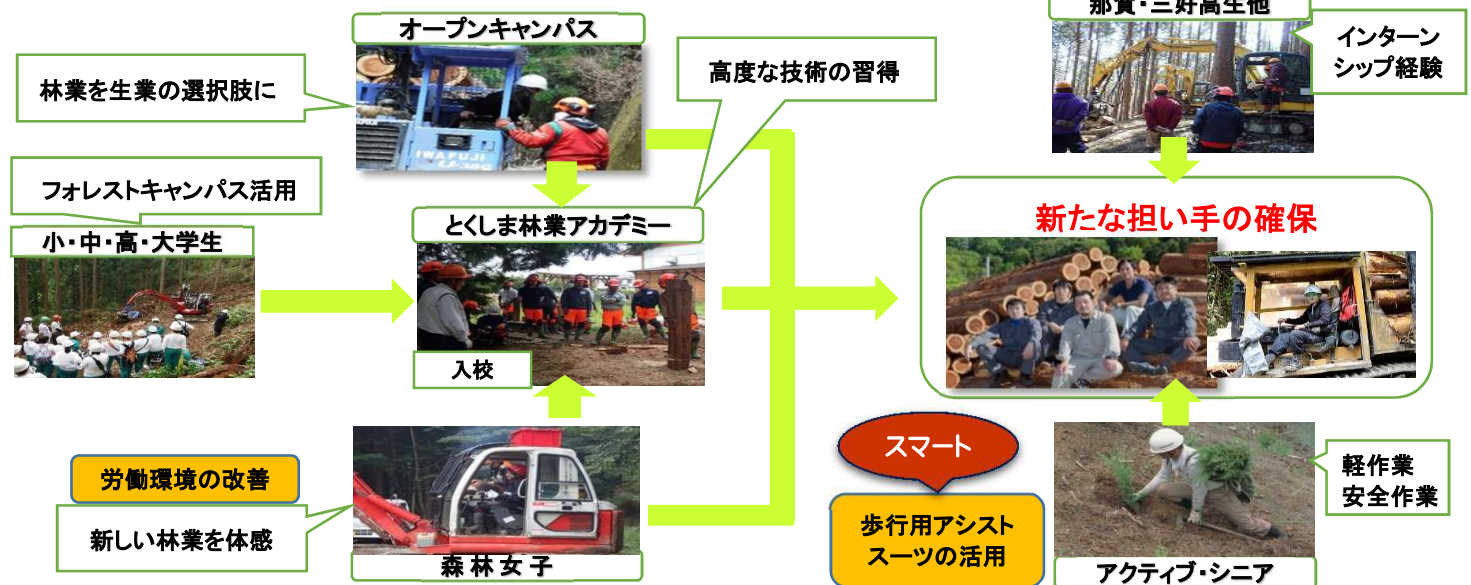 オープンキャンパス
那賀・三好高生他
インターン
シップ経験
林業を生業の選択肢に
高度な技術の習得
IWAFUJI
フォレストキャンパス活用
小・中・高・大学生
とくしま林業アカデミー
新たな担い手の確保
入校
労働環境の改善
新しい林業を体感
森林女子
スマート
歩行用アシスト
スーツの活用
軽作業
安全作業
アクティブ・シニア